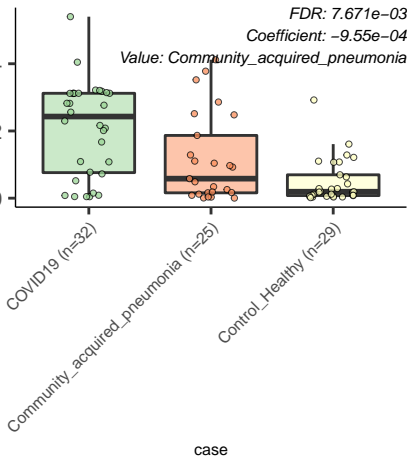 FDR: 7.671e−03
Coefficient: −9.55e−04
Value: Community_acquired_pneumonia
COVID19 (n=32)
Community_acquired_pneumonia (n=25)
Control_Healthy (n=29)
case